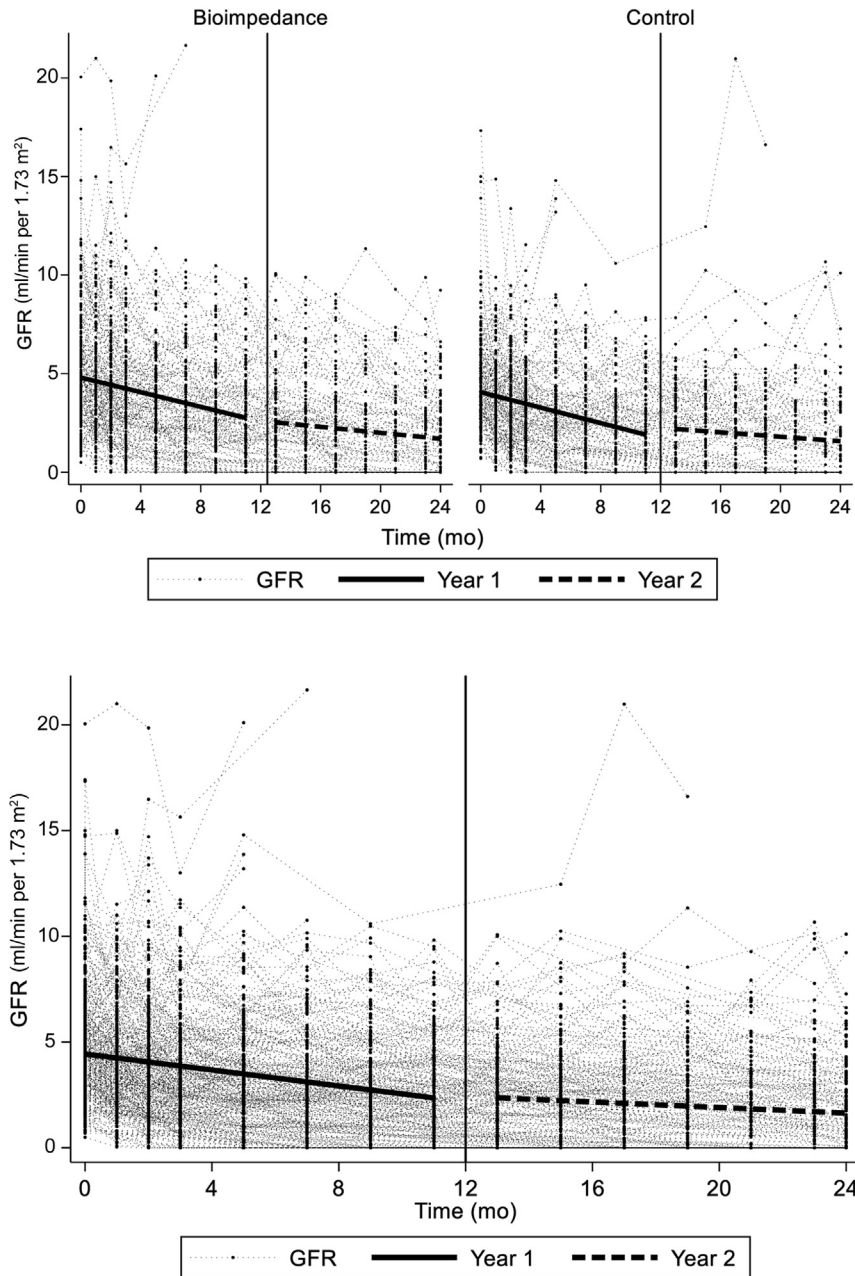 Bioimpedance Control
GFR (ml/min per 1.73 m²)
20
15
10
5
0
0 4 8 12 16 20 24 0 4 8 12 16 20 24
Time (mo)
GFR Year 1 Year 2
GFR (ml/min per 1.73 m²)
20
15
10
5
0
0 4 8 12 16 20 24
Time (mo)
GFR Year 1 Year 2